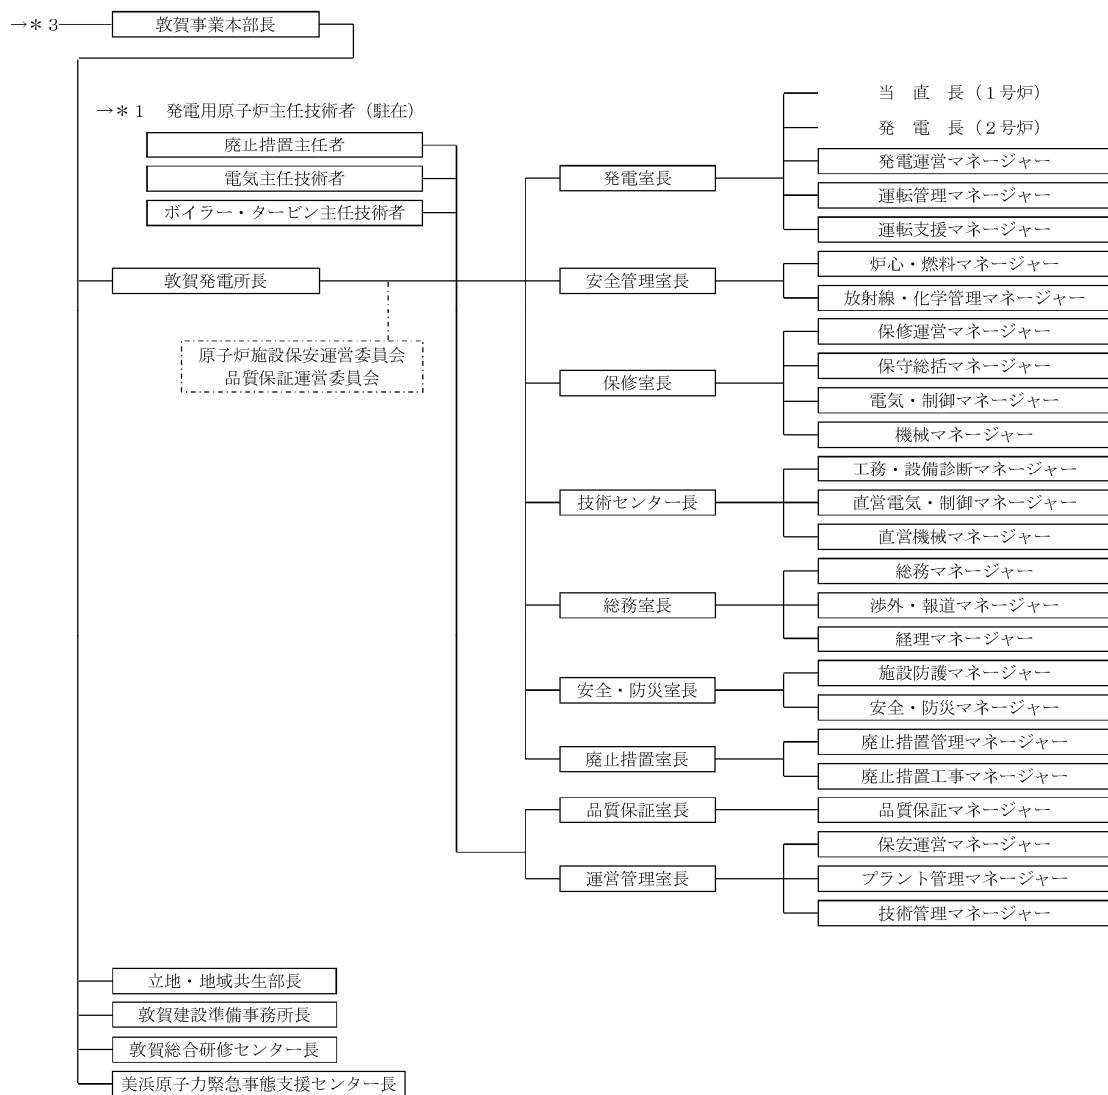 →＊3 敦賀事業本部長
→＊1 発電用原子炉主任技術者（駐在）
廃止措置主任者
電気主任技術者
ボイラー・タービン主任技術者
敦賀発電所長
原子炉施設保安運営委員会
品質保証運営委員会
発電室長
当 直 長（1号炉）
発 電 長（2号炉）
発電運営マネージャー
運転管理マネージャー
運転支援マネージャー
安全管理室長
炉心・燃料マネージャー
放射線・化学管理マネージャー
保修室長
保修運営マネージャー
保守総括マネージャー
電気・制御マネージャー
機械マネージャー
技術センター長
工務・設備診断マネージャー
直営電気・制御マネージャー
直営機械マネージャー
総務室長
総務マネージャー
渉外・報道マネージャー
経理マネージャー
安全・防災室長
施設防護マネージャー
安全・防災マネージャー
廃止措置室長
廃止措置管理マネージャー
廃止措置工事マネージャー
品質保証室長
品質保証マネージャー
運営管理室長
保安運営マネージャー
プラント管理マネージャー
技術管理マネージャー
立地・地域共生部長
敦賀建設準備事務所長
敦賀総合研修センター長
美浜原子力緊急事態支援センター長